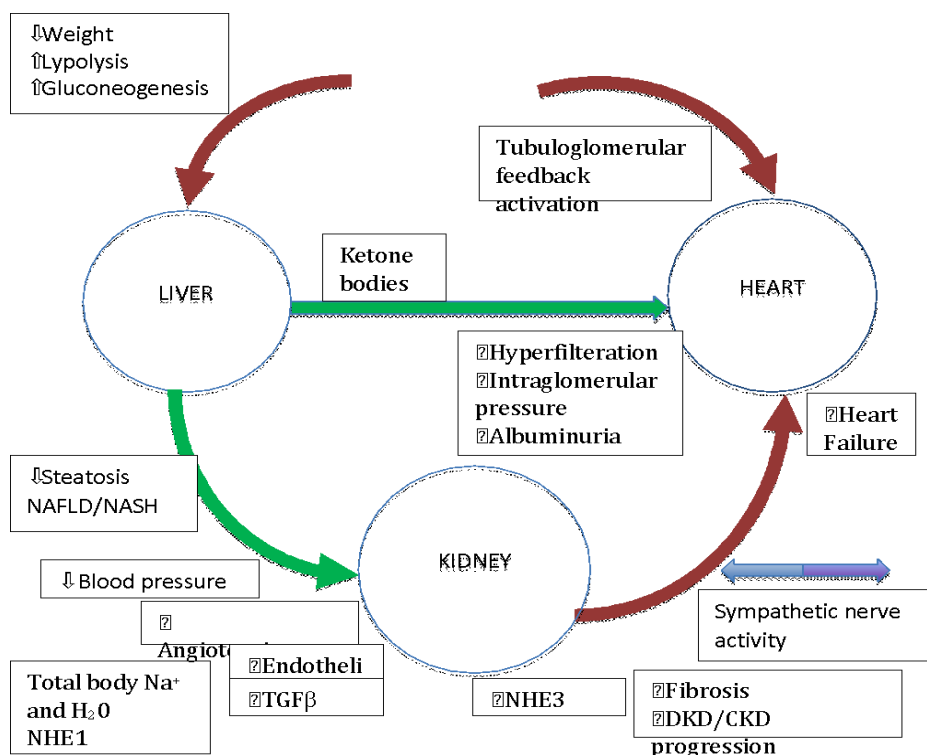 ⇩Weight
⇧Lypolysis
⇧Gluconeogenesis
Tubuloglomerular
feedback
activation
Ketone
bodies
LIVER
HEART
⍰Hyperfilteration
⍰Intraglomerular
pressure
⍰Albuminuria
⍰Heart
Failure
⇩Steatosis
NAFLD/NASH
KIDNEY
⇩ Blood pressure
⍰
Sympathetic nerve
activity
⍰Endotheli
⍰TGFβ
Total body Na⁺
and H₂0
NHE1
⍰NHE3
⍰Fibrosis
⍰DKD/CKD
progression